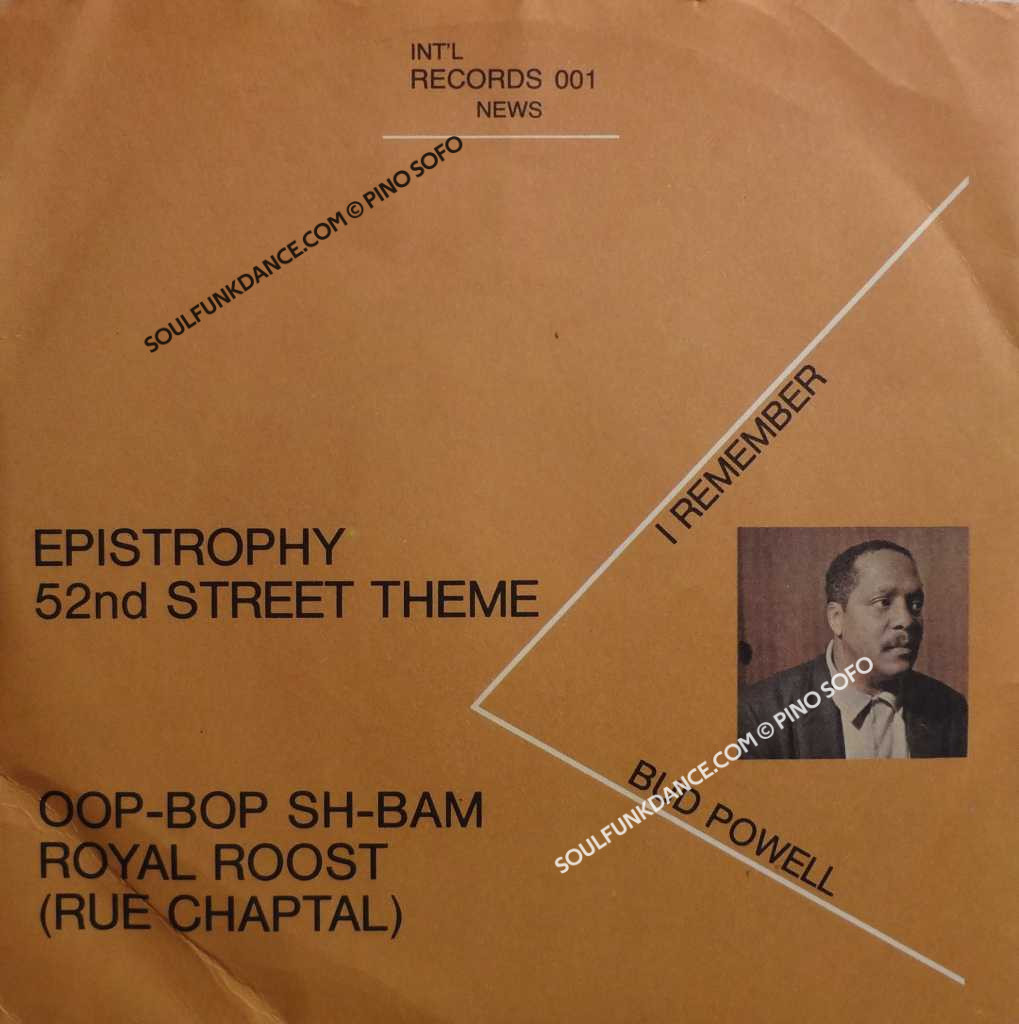 INT'L
RECORDS 001
NEWS
SOULFUNKDANCE.COM © PINO SOFO
I REMEMBER
EPISTROPHY
52nd STREET THEME
SOULFUNKDANCE.COM © PINO SOFO
BUD POWELL
OOP-BOP SH-BAM
ROYAL ROOST
(RUE CHAPTAL)